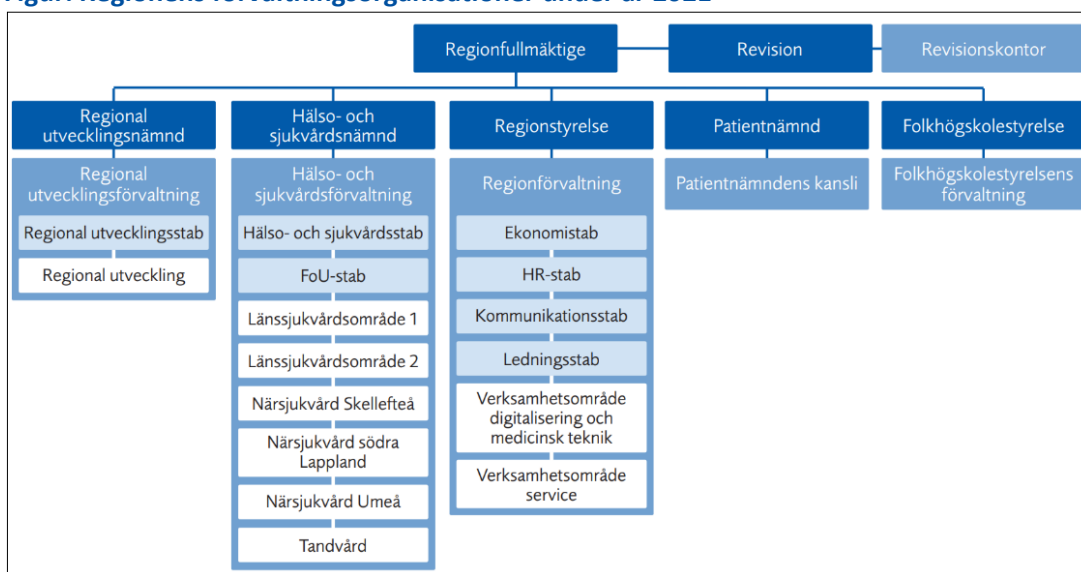 Regionfullmäktige
Revision
Revisionskontor
Regional
utvecklingsnämnd
Hälso- och
sjukvårdsnämnd
Regionstyrelse
Patientnämnd
Folkhögskolestyrelse
Regional
utvecklingsförvaltning
Regional utvecklingsstab
Regional utveckling
Hälso- och
sjukvårdsförvaltning
Hälso- och sjukvårdsstab
FoU-stab
Länssjukvårdsområde 1
Länssjukvårdsområde 2
Närsjukvård Skellefteå
Närsjukvård södra
Lappland
Närsjukvård Umeå
Tandvård
Regionförvaltning
Ekonomistab
HR-stab
Kommunikationsstab
Ledningsstab
Verksamhetsområde
digitalisering och
medicinsk teknik
Verksamhetsområde
service
Patientnämndens kansli
Folkhögskolestyrelsens
förvaltning